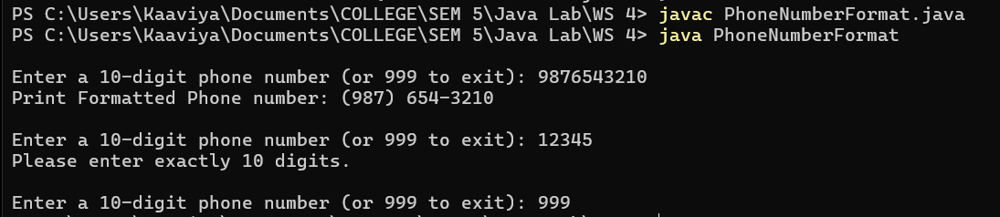 PS C:\Users\Kaaviya\Documents\COLLEGE\SEM 5\Java Lab\WS 4> javac PhoneNumberFormat.java
PS C:\Users\Kaaviya\Documents\COLLEGE\SEM 5\Java Lab\WS 4> java PhoneNumberFormat
Enter a 10-digit phone number (or 999 to exit): 9876543210
Print Formatted Phone number: (987) 654-3210
Enter a 10-digit phone number (or 999 to exit): 12345
Please enter exactly 10 digits.
Enter a 10-digit phone number (or 999 to exit): 999